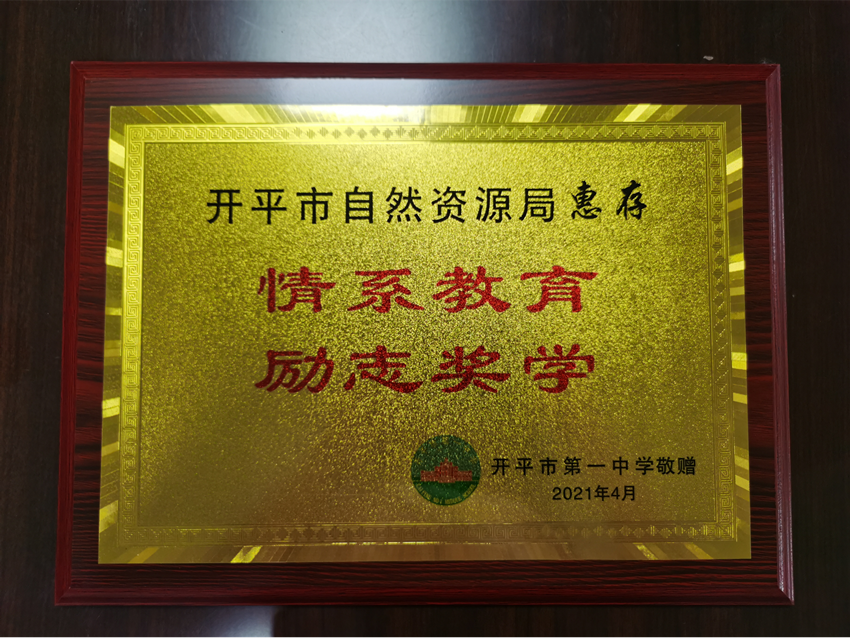 开平市自然资源局惠存
情系教育
励志奖学
开平市第一中学敬赠
2021年4月